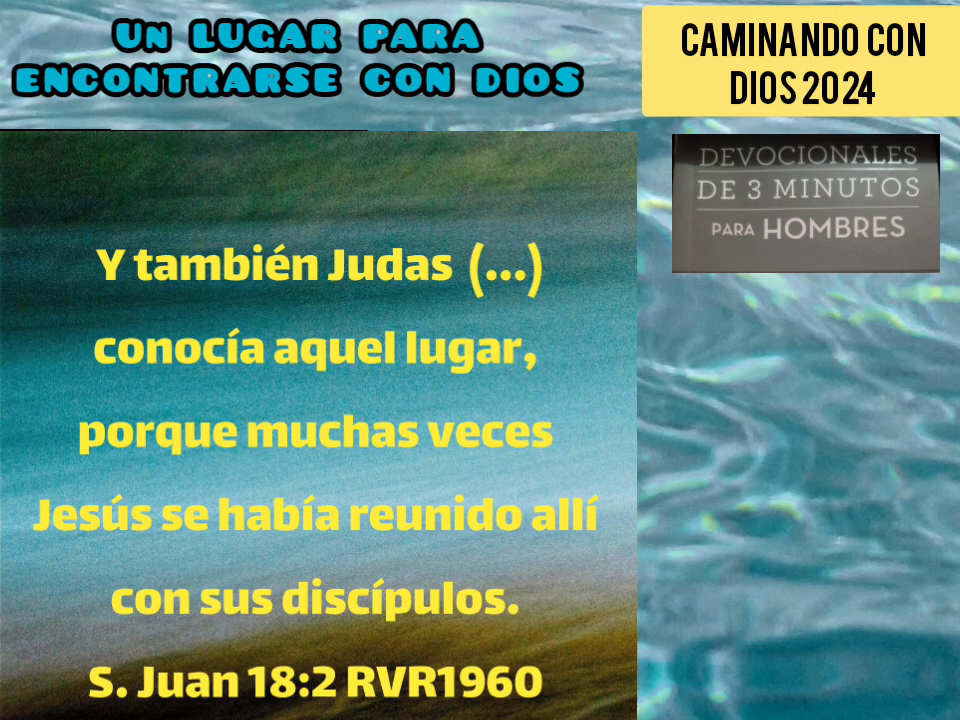 Un lugar para
encontrarse con Dios
CAMINANDO CON
DIOS 2024
DEVOCIONALES
DE 3 MINUTOS
PARA HOMBRES
Y también Judas (...)
conocía aquel lugar,
porque muchas veces
Jesús se había reunido allí
con sus discípulos.
S. Juan 18:2 RVR1960